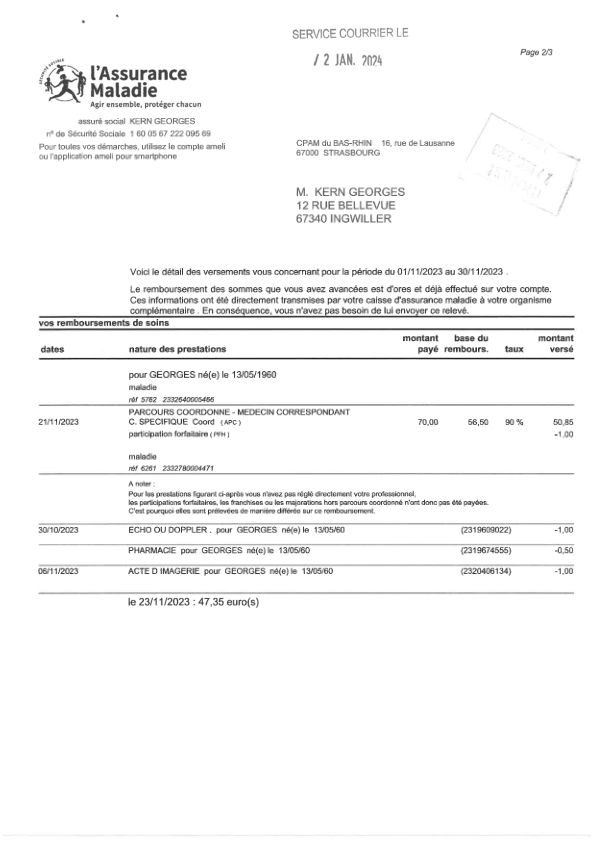 SERVICE COURRIER LE
12 JAN. 2024
Page 2/3
SÉCURITÉ SOCIALE
l'Assurance
Maladie
Agir ensemble, protéger chacun
assuré social KERN GEORGES
n° de Sécurité Sociale 1 60 05 67 222 095 69
Pour toutes vos démarches, utilisez le compte ameli
ou l'application ameli pour smartphone
CPAM du BAS-RHIN 16, rue de Lausanne
67000 STRASBOURG
M. KERN GEORGES
12 RUE BELLEVUE
67340 INGWILLER
Voici le détail des versements vous concernant pour la période du 01/11/2023 au 30/11/2023 .
Le remboursement des sommes que vous avez avancées est d'ores et déjà effectué sur votre compte.
Ces informations ont été directement transmises par votre caisse d'assurance maladie à votre organisme
complémentaire . En conséquence, vous n'avez pas besoin de lui envoyer ce relevé.
vos remboursements de soins
dates nature des prestations montant payé base du rembours. taux montant versé
pour GEORGES né(e) le 13/05/1960
maladie
réf 5782 2332640005466
PARCOURS COORDONNE - MEDECIN CORRESPONDANT
21/11/2023 C. SPECIFIQUE Coord (APC) 70,00 56,50 90 % 50,85
participation forfaitaire (PFH) -1,00
maladie
réf 6261 2332780004471
A noter :
Pour les prestations figurant ci-après vous n'avez pas réglé directement votre professionnel,
les participations forfaitaires, les franchises ou les majorations hors parcours coordonné n'ont donc pas été payées.
C'est pourquoi elles sont prélevées de manière différée sur ce remboursement.
30/10/2023 ECHO OU DOPPLER . pour GEORGES né(e) le 13/05/60 (2319609022) -1,00
PHARMACIE pour GEORGES né(e) le 13/05/60 (2319674555) -0,50
06/11/2023 ACTE D IMAGERIE pour GEORGES né(e) le 13/05/60 (2320406134) -1,00
le 23/11/2023 : 47,35 euro(s)